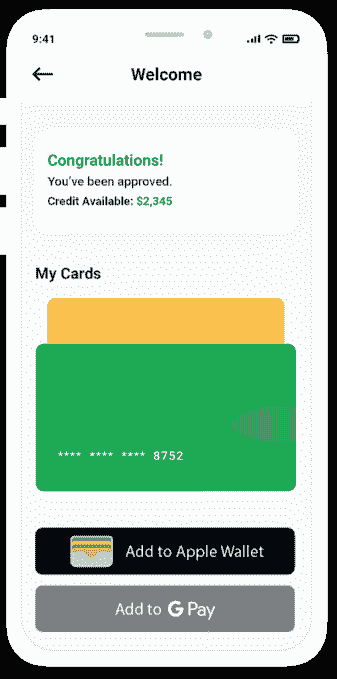 9:41
Welcome
Congratulations!
You've been approved.
Credit Available: $2,345
My Cards
**** **** **** 8752
Add to Apple Wallet
Add to G Pay